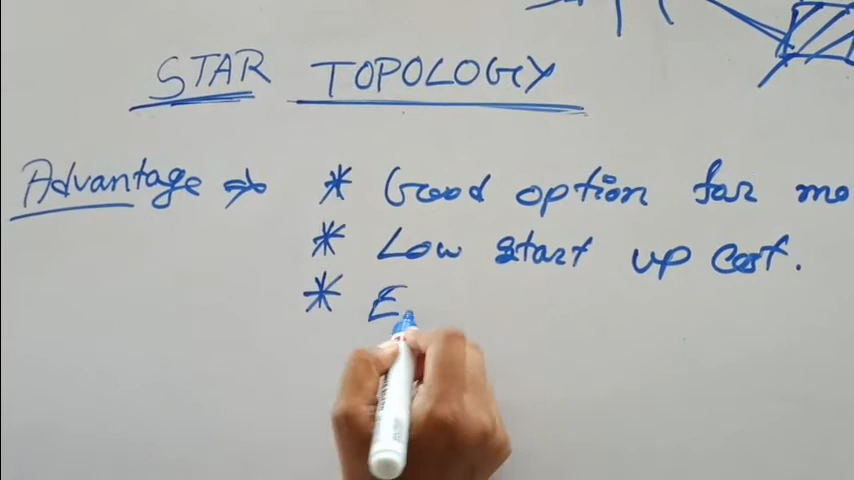 STAR TOPOLOGY
Advantage ⇒ * Good option for mo
* Low start up cost.
* E